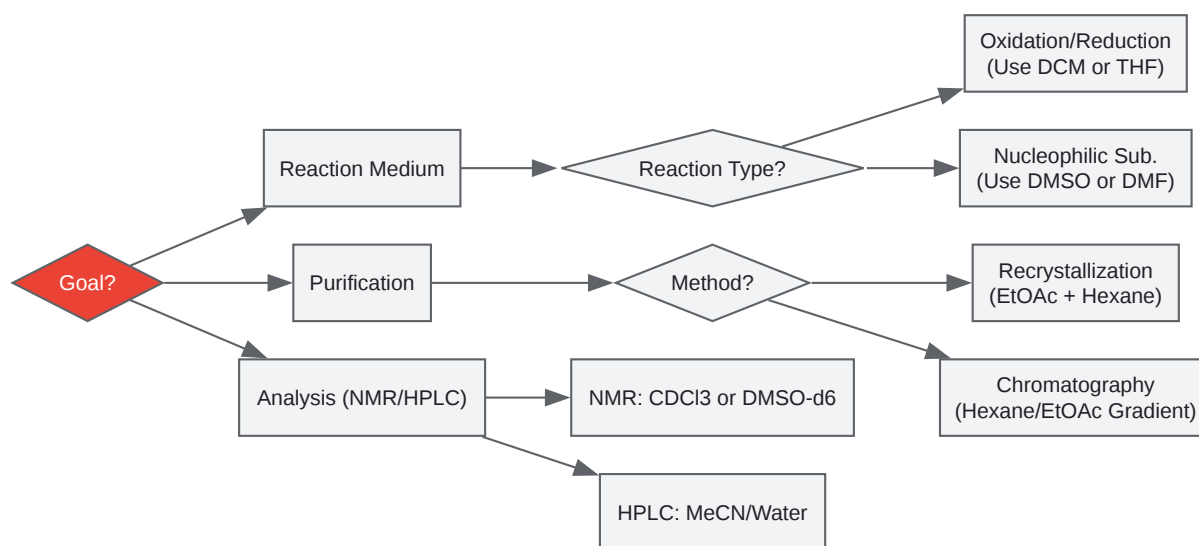 Goal?
Reaction Medium
Reaction Type?
Oxidation/Reduction
(Use DCM or THF)
Nucleophilic Sub.
(Use DMSO or DMF)
Purification
Method?
Recrystallization
(EtOAc + Hexane)
Chromatography
(Hexane/EtOAc Gradient)
Analysis (NMR/HPLC)
NMR: CDCl3 or DMSO-d6
HPLC: MeCN/Water